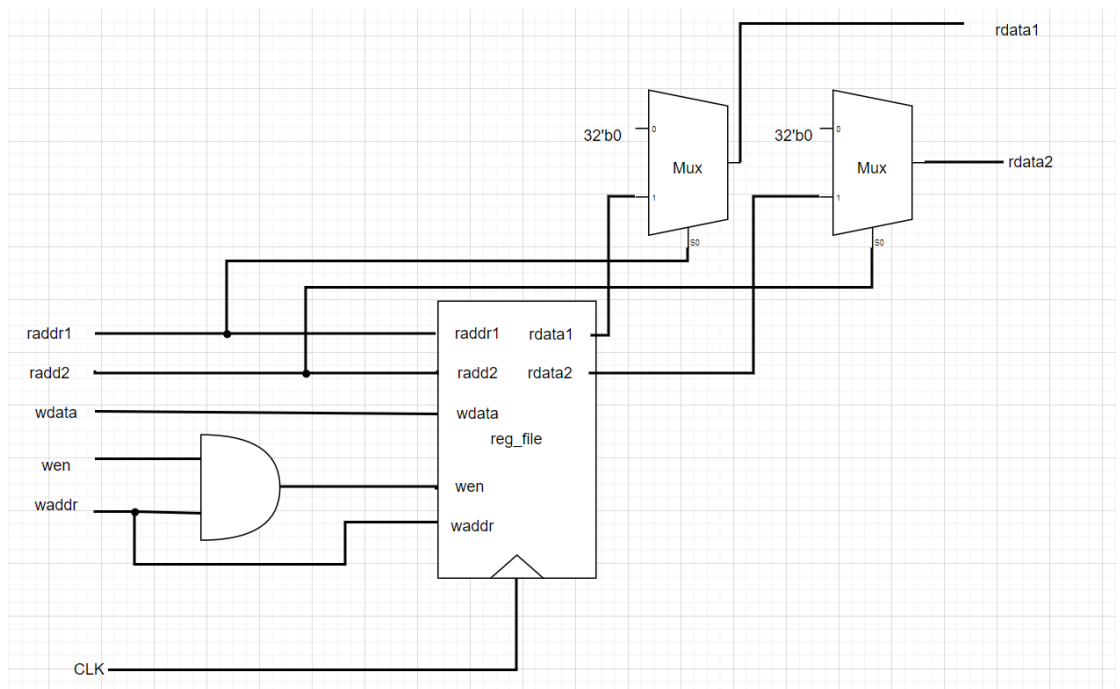 rdata1
32'b0
0
Mux
1
S0
32'b0
0
Mux
1
S0
rdata2
raddr1
radd2
wdata
wen
waddr
raddr1
rdata1
radd2
rdata2
wdata
reg_file
wen
waddr
CLK